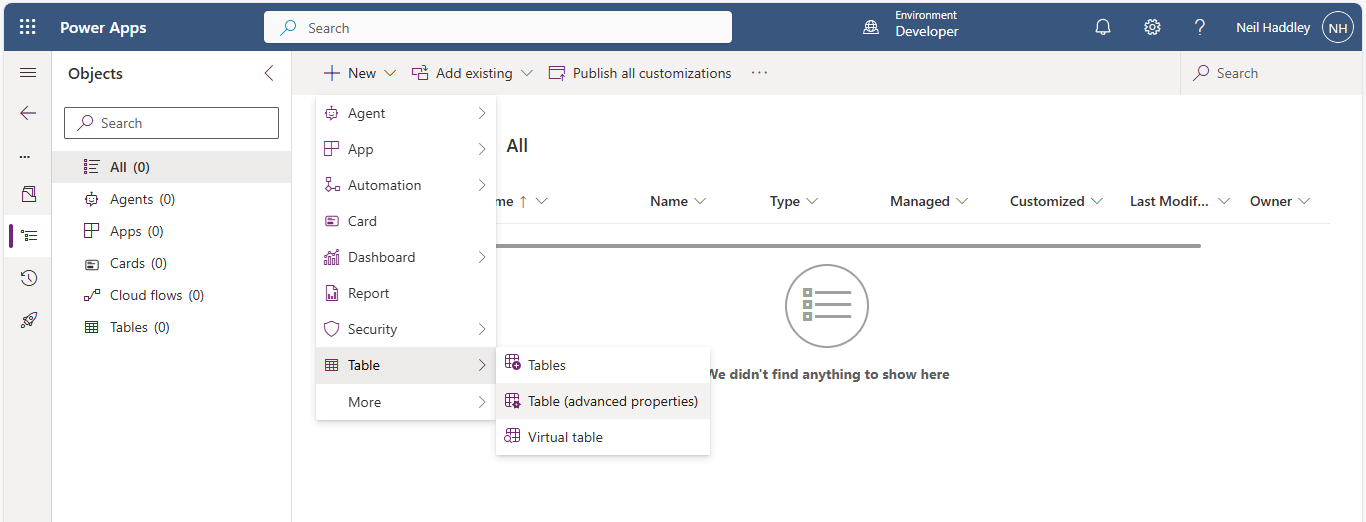 Power Apps
Search
Environment
Developer
?
Neil Haddley
NH
Objects
New
Add existing
Publish all customizations
...
Search
Search
...
All (0)
Agents (0)
Apps (0)
Cards (0)
Cloud flows (0)
Tables (0)
Agent
App
Automation
Card
Dashboard
Report
Security
Table
More
Tables
Table (advanced properties)
Virtual table
All
me ↑
Name
Type
Managed
Customized
Last Modif...
Owner
We didn't find anything to show here